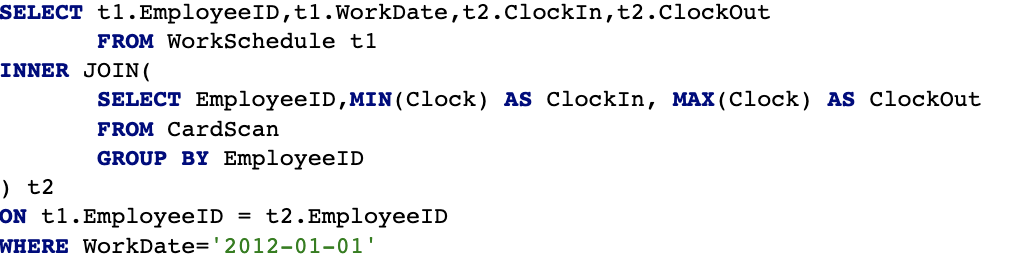 SELECT t1.EmployeeID,t1.WorkDate,t2.ClockIn,t2.ClockOut
FROM WorkSchedule t1
INNER JOIN(
SELECT EmployeeID,MIN(Clock) AS ClockIn, MAX(Clock) AS ClockOut
FROM CardScan
GROUP BY EmployeeID
) t2
ON t1.EmployeeID = t2.EmployeeID
WHERE WorkDate='2012-01-01'